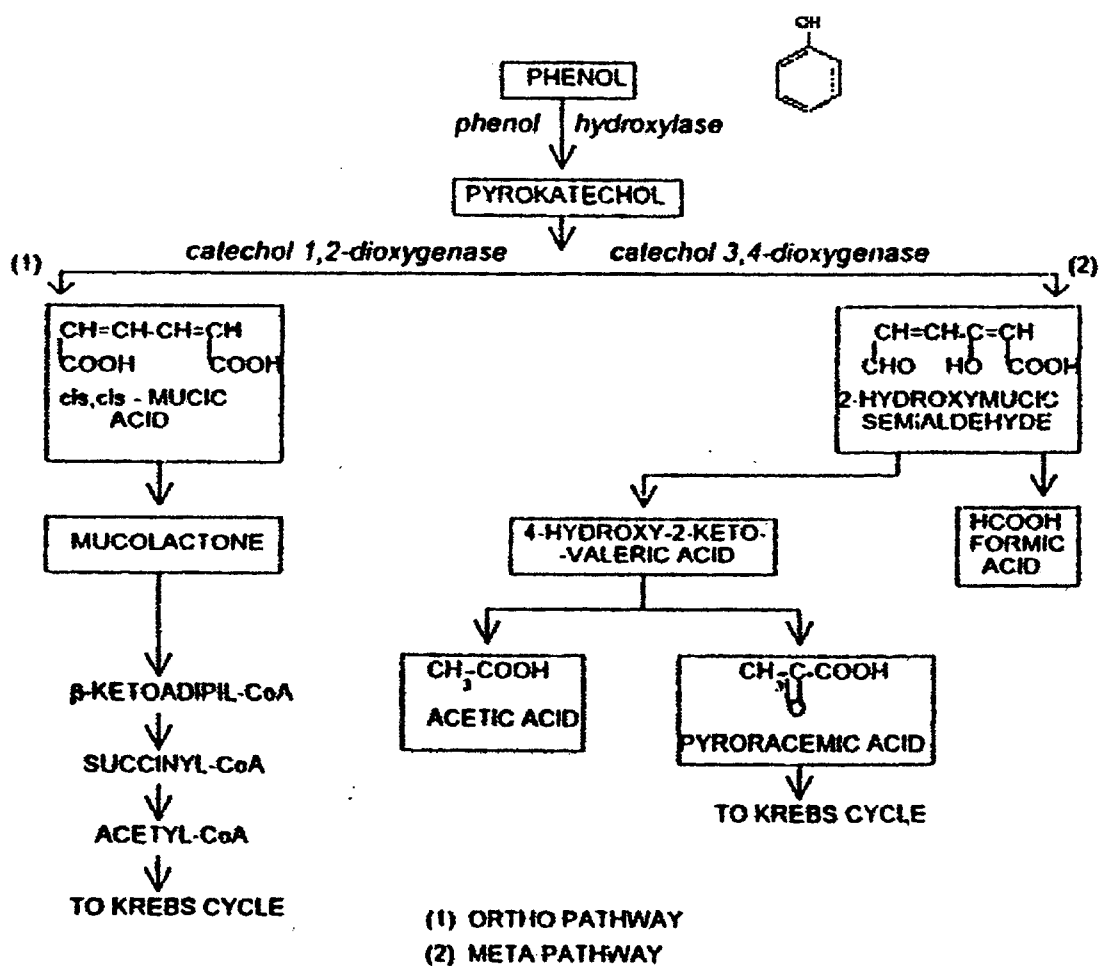 OH
PHENOL
phenol hydroxylase
PYROKATECHOL
catechol 1,2-dioxygenase catechol 3,4-dioxygenase
(1)
(2)
CH=CH-CH=CH
COOH COOH
cis,cis - MUCIC
ACID
CH=CH-C=CH
CHO HO COOH
2-HYDROXYMUCIC
SEMIALDEHYDE
MUCOLACTONE
4-HYDROXY-2-KETO-
-VALERIC ACID
HCOOH
FORMIC
ACID
CH3-COOH
ACETIC ACID
CH3-C-COOH
O
PYRORACEMIC ACID
β-KETOADIPIL-CoA
SUCCINYL-CoA
ACETYL-CoA
TO KREBS CYCLE
TO KREBS CYCLE
(1) ORTHO PATHWAY
(2) META PATHWAY